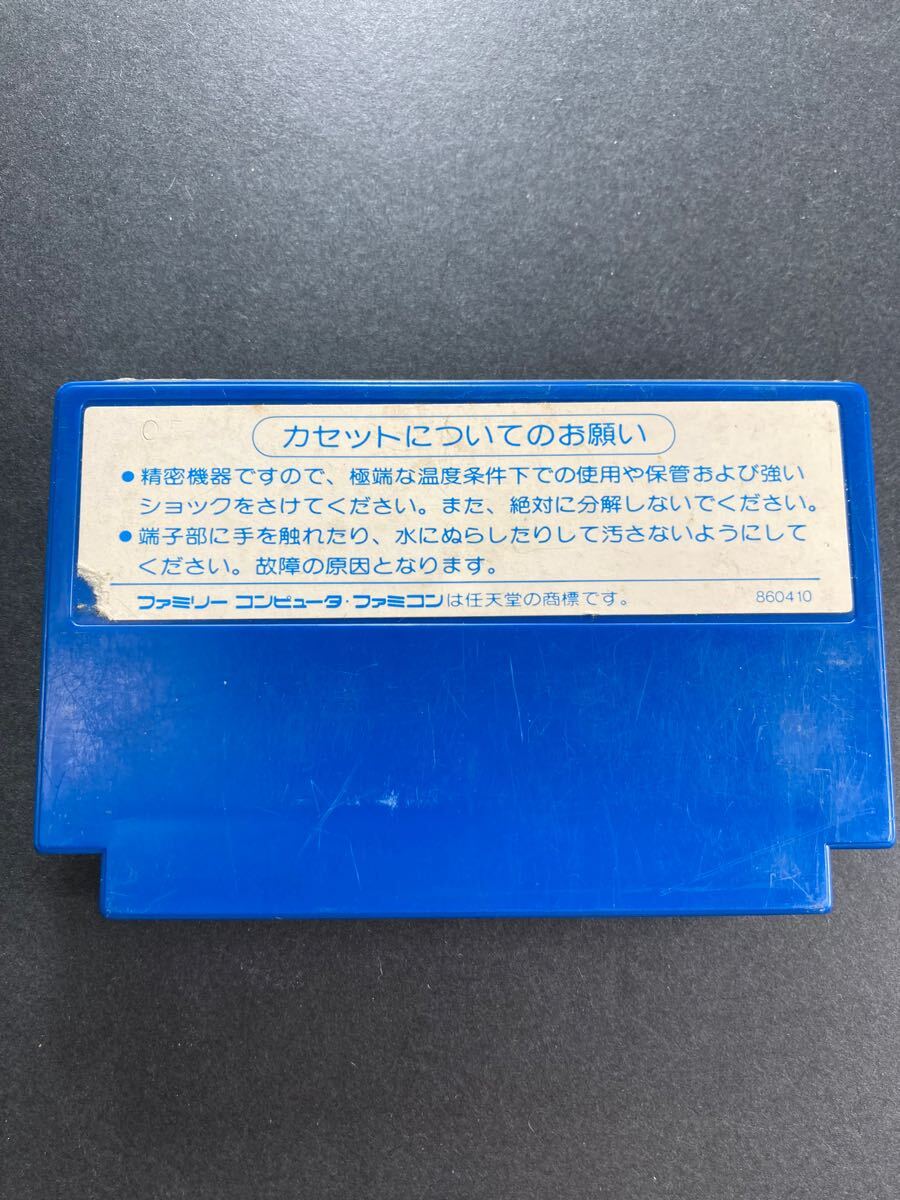 カセットについてのお願い
●精密機器ですので、極端な温度条件下での使用や保管および強い
ショックをさけてください。また、絶対に分解しないでください。
●端子部に手を触れたり、水にぬらしたりして汚さないようにして
ください。故障の原因となります。
ファミリー コンピュータ・ファミコンは任天堂の商標です。 860410